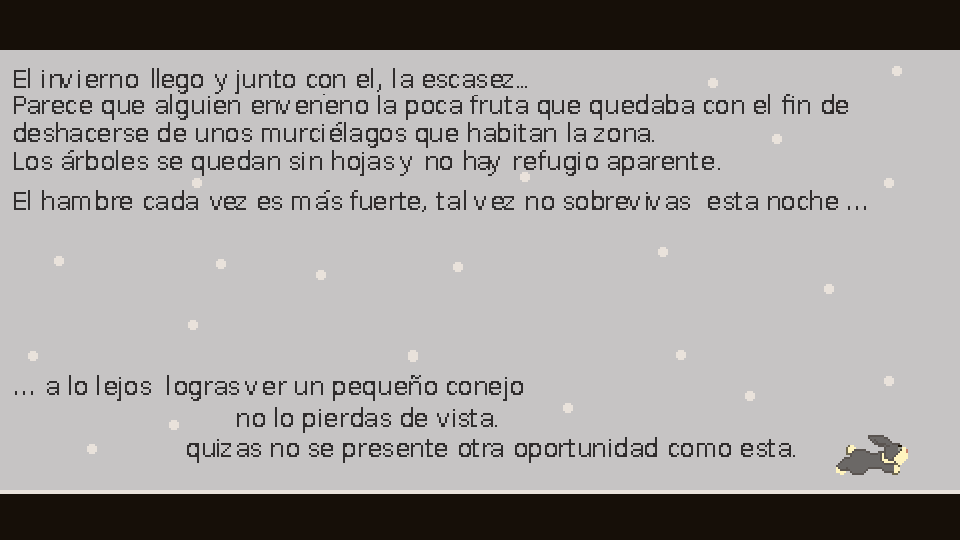 El invierno llego y junto con el, la escasez...
Parece que alguien enveneno la poca fruta que quedaba con el fin de
deshacerse de unos murciélagos que habitan la zona.
Los árboles se quedan sin hojas y no hay refugio aparente.
El hambre cada vez es más fuerte, tal vez no sobrevivas esta noche ...
... a lo lejos logras ver un pequeño conejo
no lo pierdas de vista.
quizas no se presente otra oportunidad como esta.